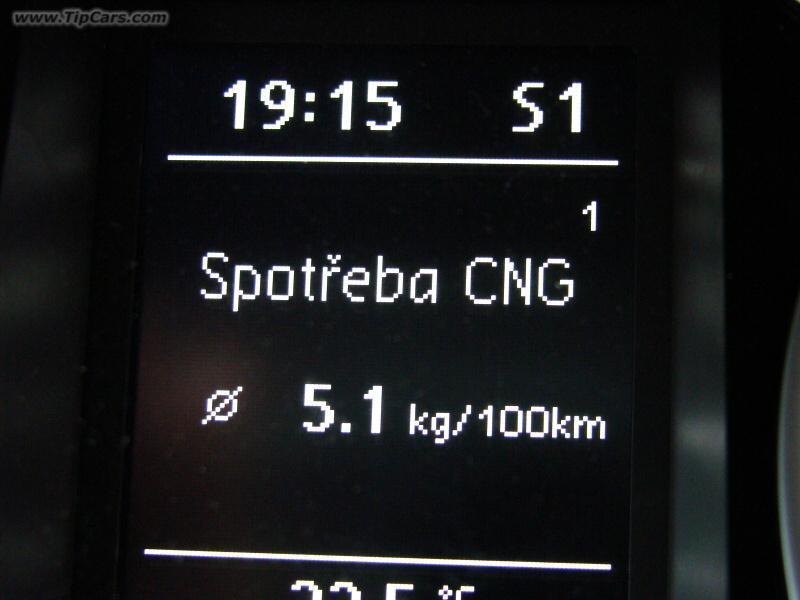 www.TipCars.com
19:15 S1
1
Spotřeba CNG
Ø 5.1 kg/100km